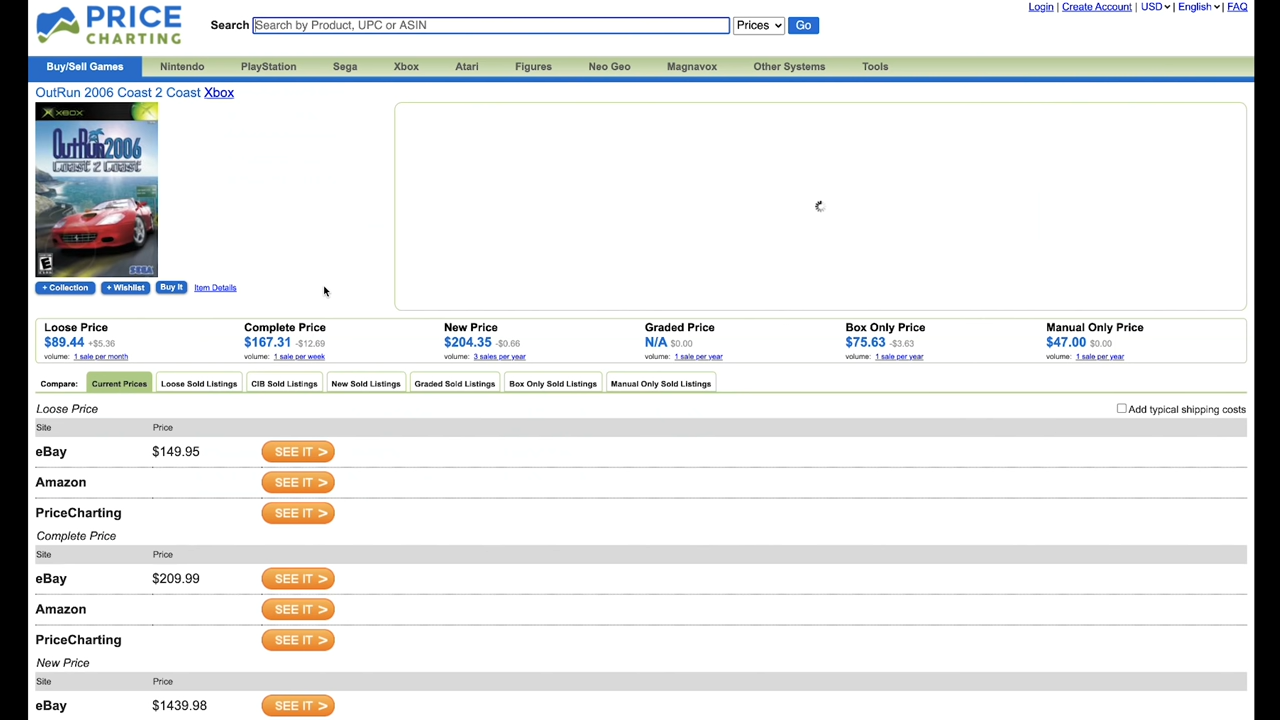 PRICE
CHARTING
Search Search by Product, UPC or ASIN Prices Go
Login | Create Account | USD | English | FAQ
Buy/Sell Games Nintendo PlayStation Sega Xbox Atari Figures Neo Geo Magnavox Other Systems Tools
OutRun 2006 Coast 2 Coast Xbox
XBOX
OutRun2006
Coast 2 Coast
E
SEGA
+ Collection + Wishlist Buy It Item Details
Loose Price Complete Price New Price Graded Price Box Only Price Manual Only Price
$89.44 +$5.36 $167.31 -$12.69 $204.35 -$0.66 N/A $0.00 $75.63 -$3.63 $47.00 $0.00
volume: 1 sale per month volume: 1 sale per week volume: 3 sales per year volume: 1 sale per year volume: 1 sale per year volume: 1 sale per year
Compare: Current Prices Loose Sold Listings CIB Sold Listings New Sold Listings Graded Sold Listings Box Only Sold Listings Manual Only Sold Listings
Loose Price Add typical shipping costs
Site Price
eBay $149.95 SEE IT >
Amazon SEE IT >
PriceCharting SEE IT >
Complete Price
Site Price
eBay $209.99 SEE IT >
Amazon SEE IT >
PriceCharting SEE IT >
New Price
Site Price
eBay $1439.98 SEE IT >